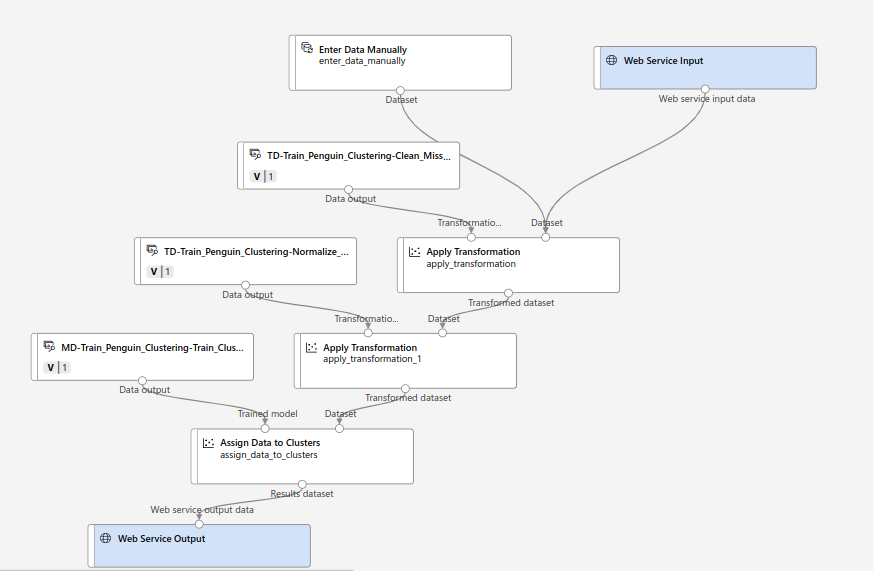 Enter Data Manually
enter_data_manually
Web Service Input
Dataset
Web service input data
TD-Train_Penguin_Clustering-Clean_Miss...
V 1
Data output
Transformatio...
Dataset
TD-Train_Penguin_Clustering-Normalize_...
V 1
Apply Transformation
apply_transformation
Data output
Transformed dataset
Transformatio...
Dataset
MD-Train_Penguin_Clustering-Train_Clus...
V 1
Apply Transformation
apply_transformation_1
Data output
Transformed dataset
Trained model
Dataset
Assign Data to Clusters
assign_data_to_clusters
Results dataset
Web service output data
Web Service Output